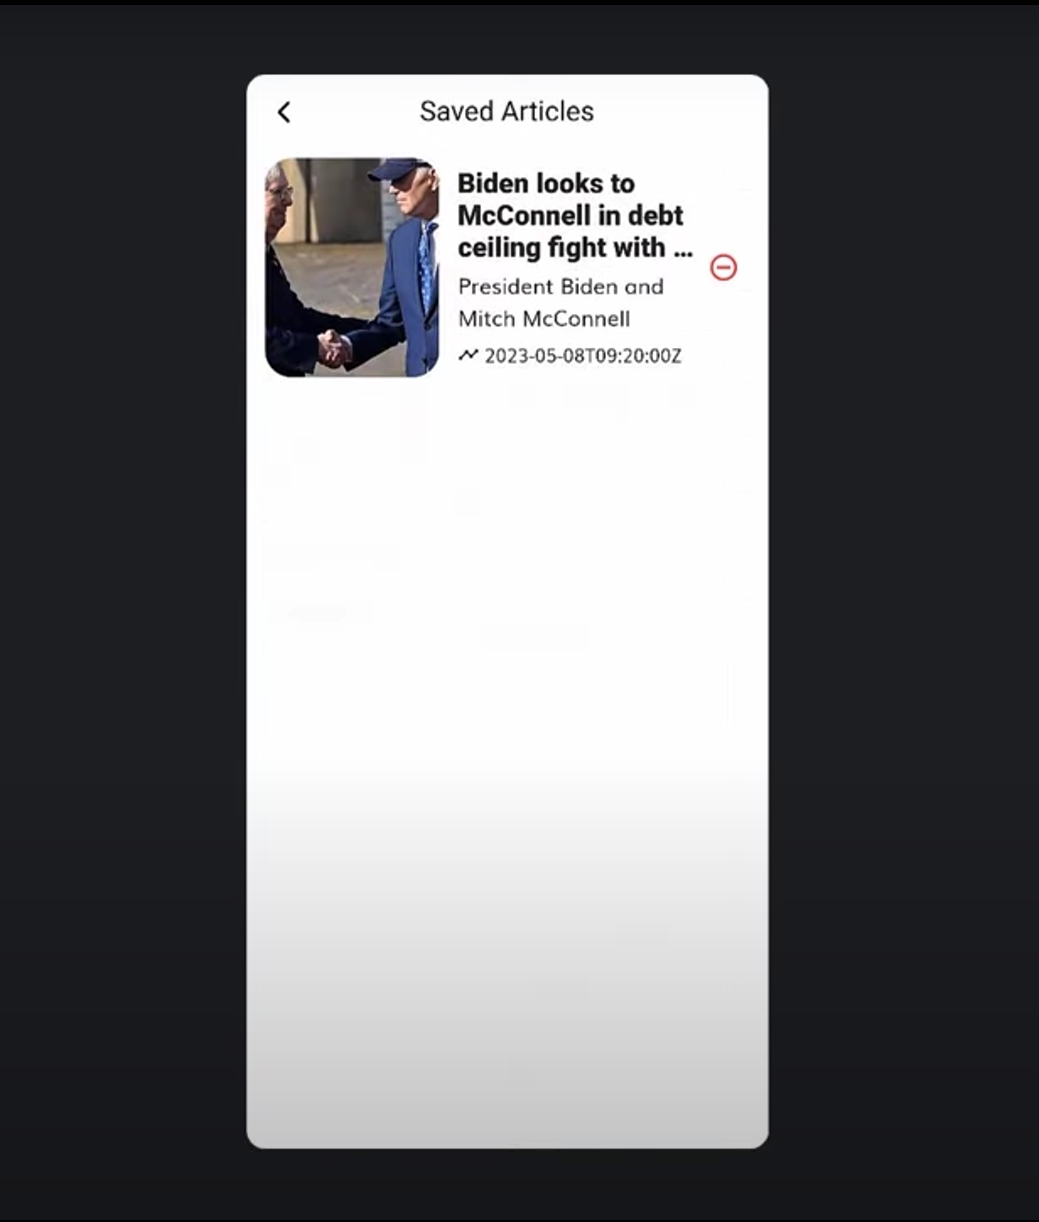 Saved Articles
Biden looks to
McConnell in debt
ceiling fight with ...
President Biden and
Mitch McConnell
2023-05-08T09:20:00Z